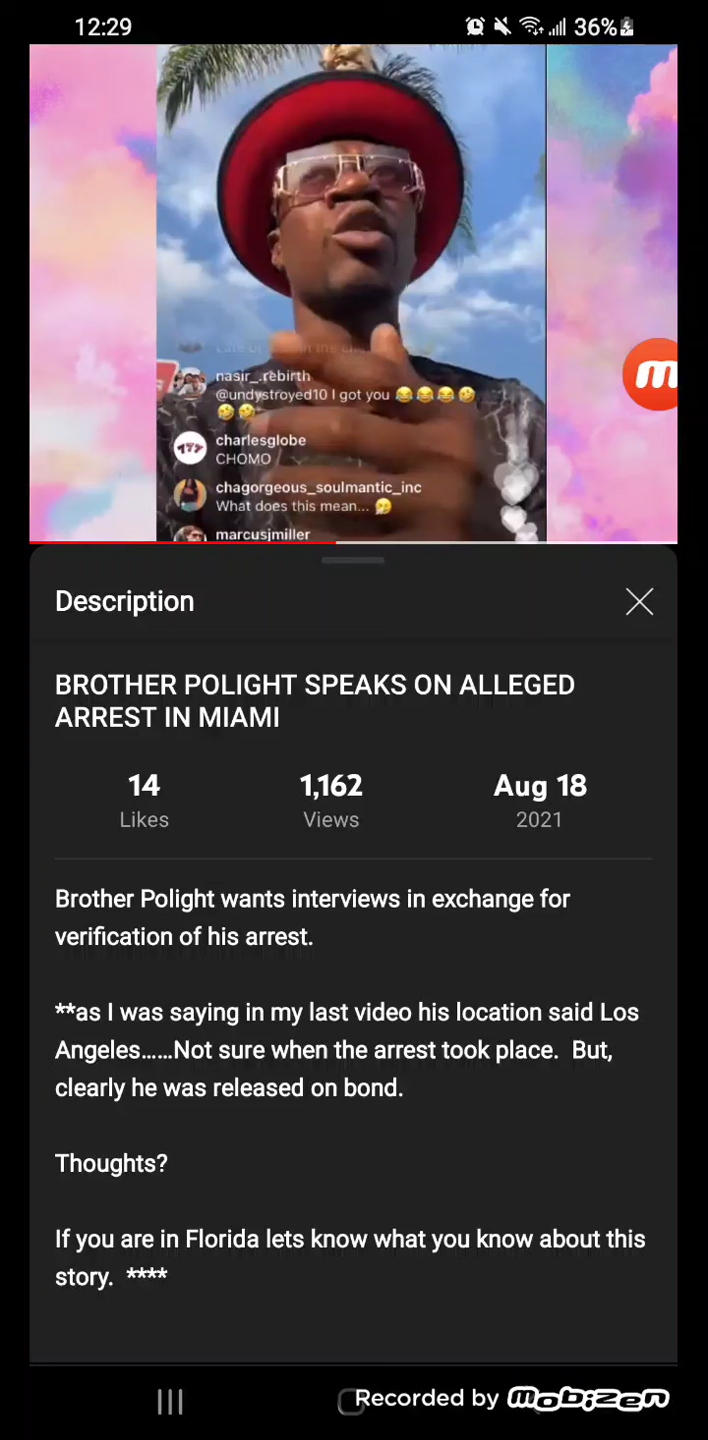 12:29
36%
nasir_.rebirth
@undystroyed10 I got you 😂😂😂🤣
🤣🤣
charlesglobe
CHOMO
chagorgeous_soulmantic_inc
What does this mean... 🤧
marcusjmiller
m
Description
BROTHER POLIGHT SPEAKS ON ALLEGED
ARREST IN MIAMI
14 1,162 Aug 18
Likes Views 2021
Brother Polight wants interviews in exchange for
verification of his arrest.
**as I was saying in my last video his location said Los
Angeles......Not sure when the arrest took place.  But,
clearly he was released on bond.
Thoughts?
If you are in Florida lets know what you know about this
story.  ****
Recorded by mobizen